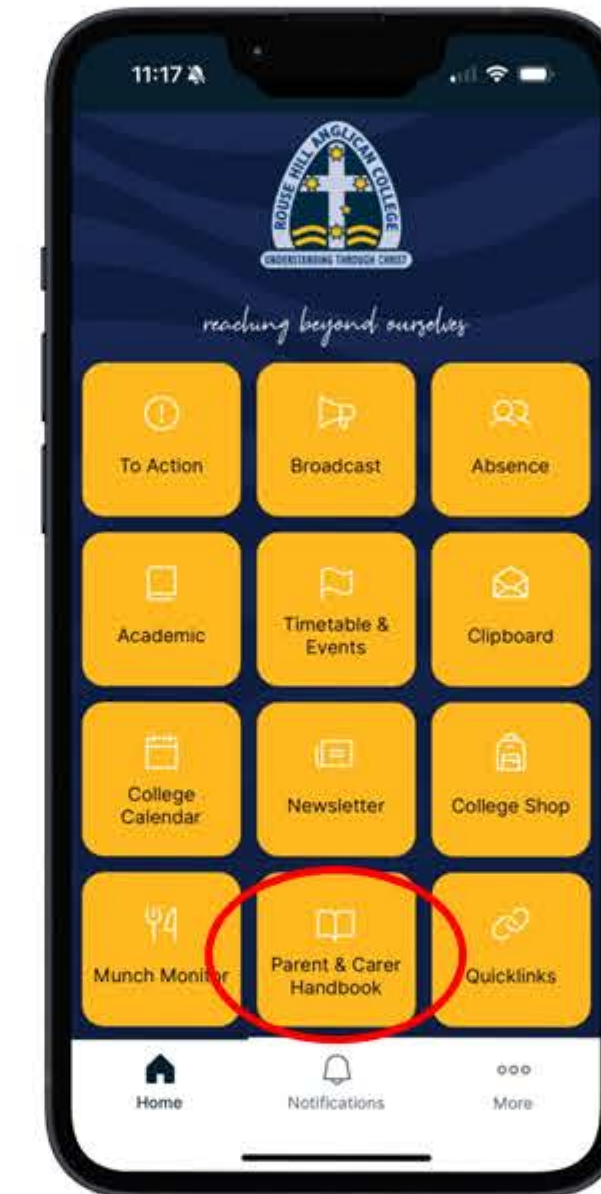 11:17
ROUSE HILL ANGLICAN COLLEGE
UNDERSTANDING THROUGH CHRIST
reaching beyond ourselves
To Action
Broadcast
Absence
Academic
Timetable &
Events
Clipboard
College
Calendar
Newsletter
College Shop
Munch Monitor
Parent & Carer
Handbook
Quicklinks
Home
Notifications
More